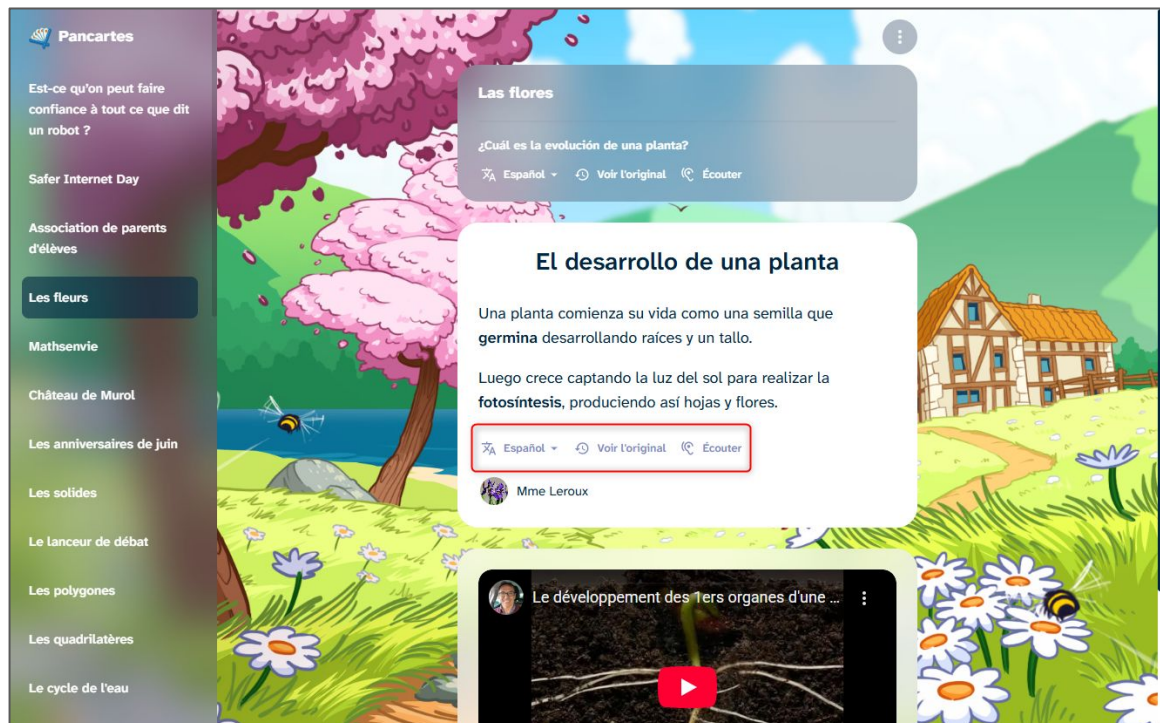 Pancartes
Est-ce qu'on peut faire
confiance à tout ce que dit
un robot ?
Safer Internet Day
Association de parents
d'élèves
Les fleurs
Mathsenvie
Château de Murol
Les anniversaires de juin
Les solides
Le lanceur de débat
Les polygones
Les quadrilatères
Le cycle de l'eau
Las flores
¿Cuál es la evolución de una planta?
Español Voir l'original Écouter
El desarrollo de una planta
Una planta comienza su vida como una semilla que
germina desarrollando raíces y un tallo.
Luego crece captando la luz del sol para realizar la
fotosíntesis, produciendo así hojas y flores.
Español Voir l'original Écouter
Mme Leroux
Le développement des 1ers organes d'une ...